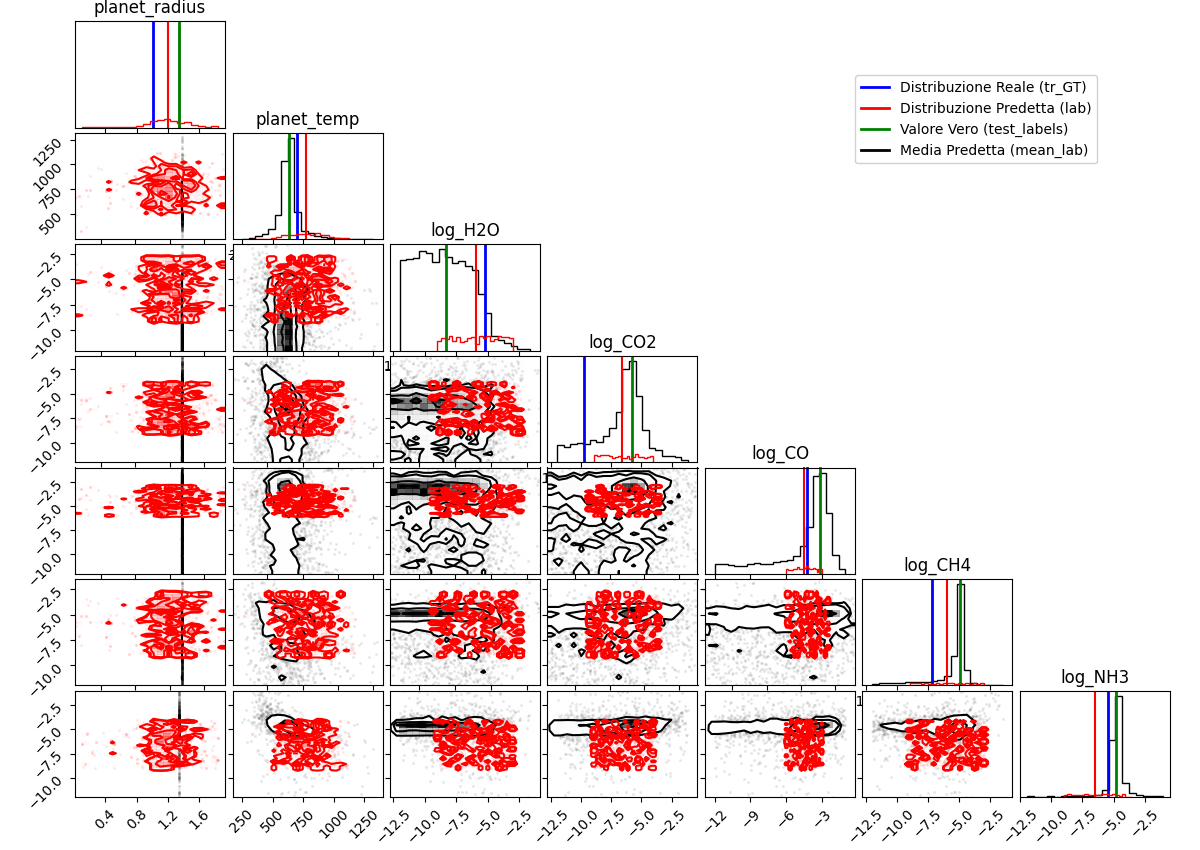 planet_radius
planet_temp
log_H2O
log_CO2
log_CO
log_CH4
log_NH3
Distribuzione Reale (tr_GT)
Distribuzione Predetta (lab)
Valore Vero (test_labels)
Media Predetta (mean_lab)
1250
1000
750
500
−2.5
−5.0
−7.5
−10.0
−2.5
−5.0
−7.5
−10.0
−2.5
−5.0
−7.5
−10.0
−2.5
−5.0
−7.5
−10.0
−2.5
−5.0
−7.5
−10.0
0.4 0.8 1.2 1.6
250 500 750 1000 1250
−12.5 −10.0 −7.5 −5.0 −2.5
−12.5 −10.0 −7.5 −5.0 −2.5
−12 −9 −6 −3
−12.5 −10.0 −7.5 −5.0 −2.5
−12.5 −10.0 −7.5 −5.0 −2.5